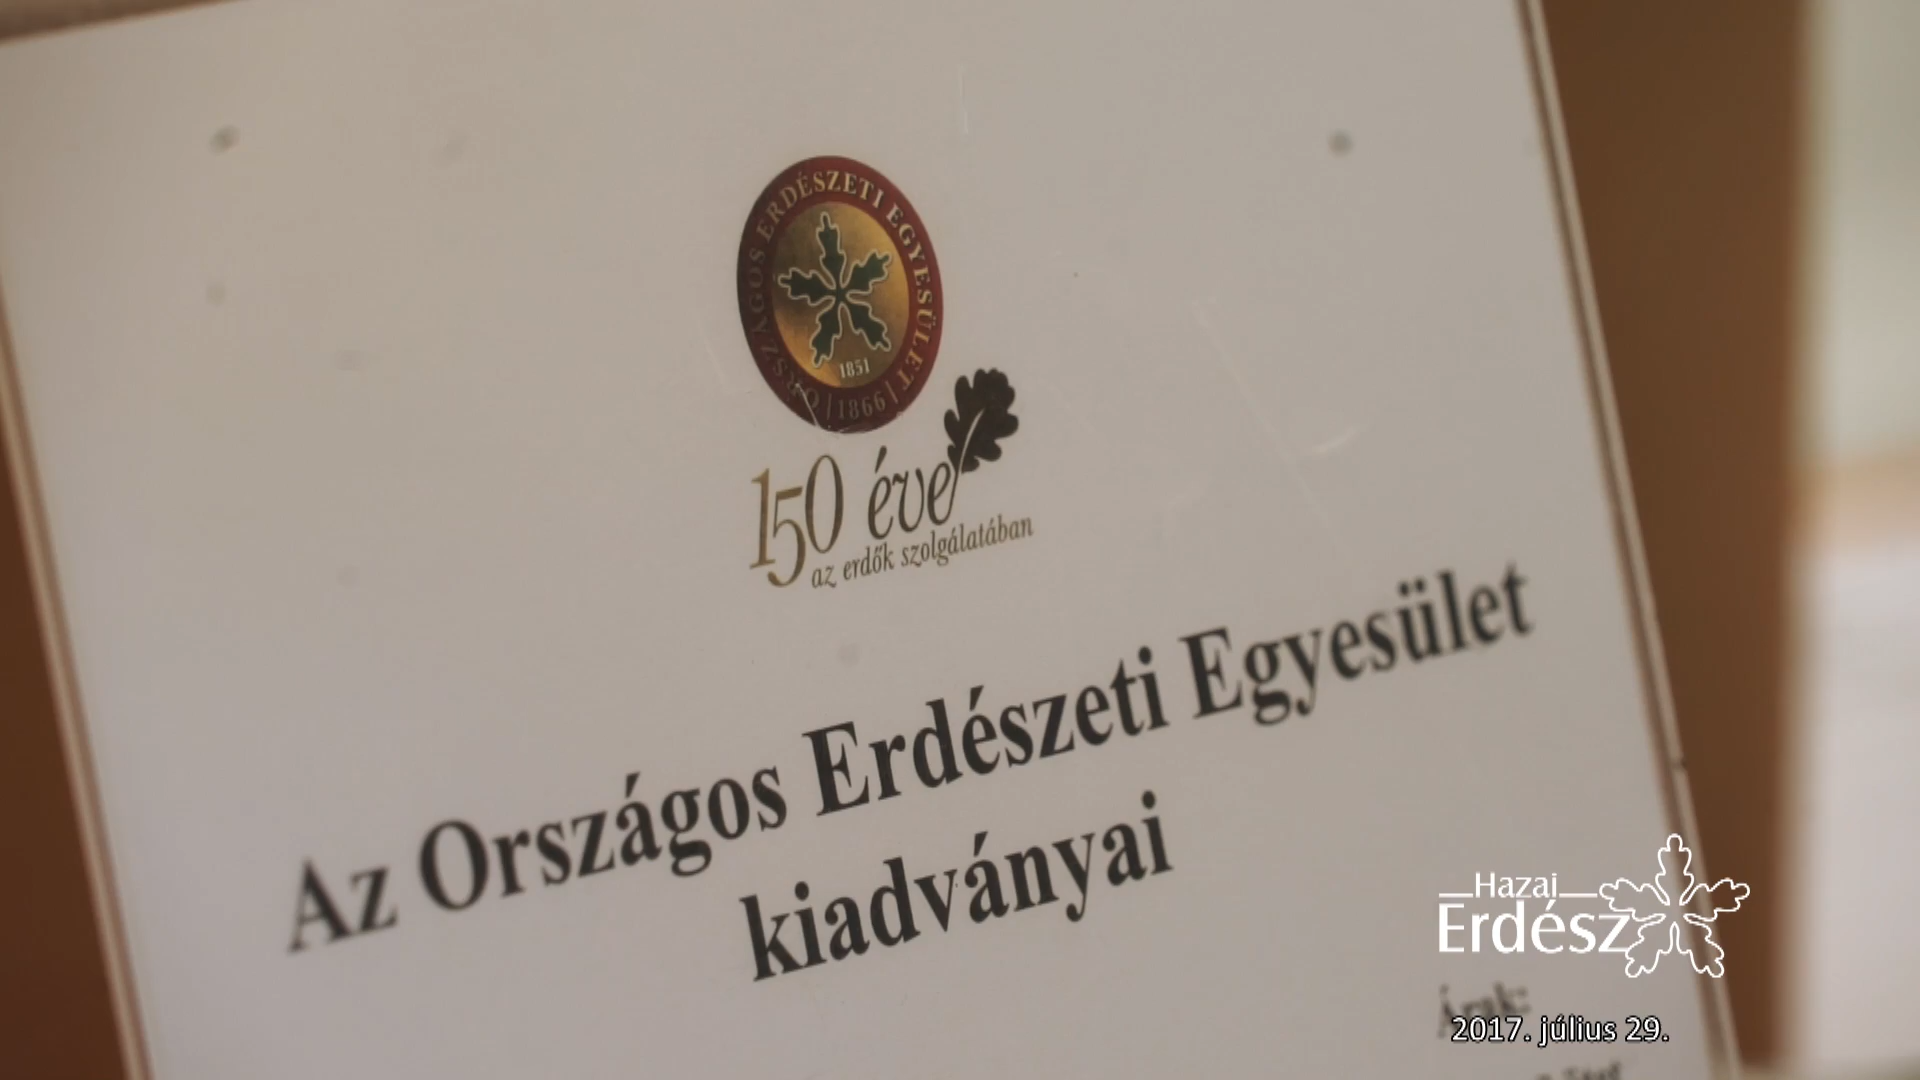 ORSZÁGOS ERDÉSZETI EGYESÜLET
1851
1866
150 éve
az erdők szolgálatában
Az Országos Erdészeti Egyesület
kiadványai
Hazai
Erdész
Árak:
2017. július 29.